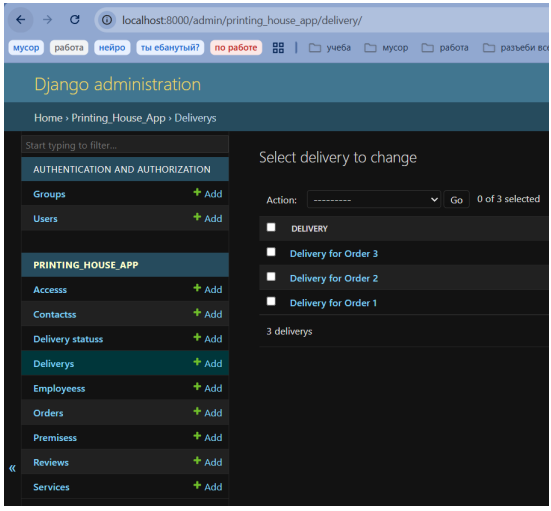 localhost:8000/admin/printing_house_app/delivery/
мусор работа нейро ты ебанутый? по работе учеба мусор работа разъеби все
Django administration
Home › Printing_House_App › Deliverys
Start typing to filter...
AUTHENTICATION AND AUTHORIZATION
Groups + Add
Users + Add
PRINTING_HOUSE_APP
Accesss + Add
Contactss + Add
Delivery statuss + Add
Deliverys + Add
Employeess + Add
Orders + Add
Premisess + Add
Reviews + Add
Services + Add
«
Select delivery to change
Action: --------- Go 0 of 3 selected
DELIVERY
Delivery for Order 3
Delivery for Order 2
Delivery for Order 1
3 deliverys